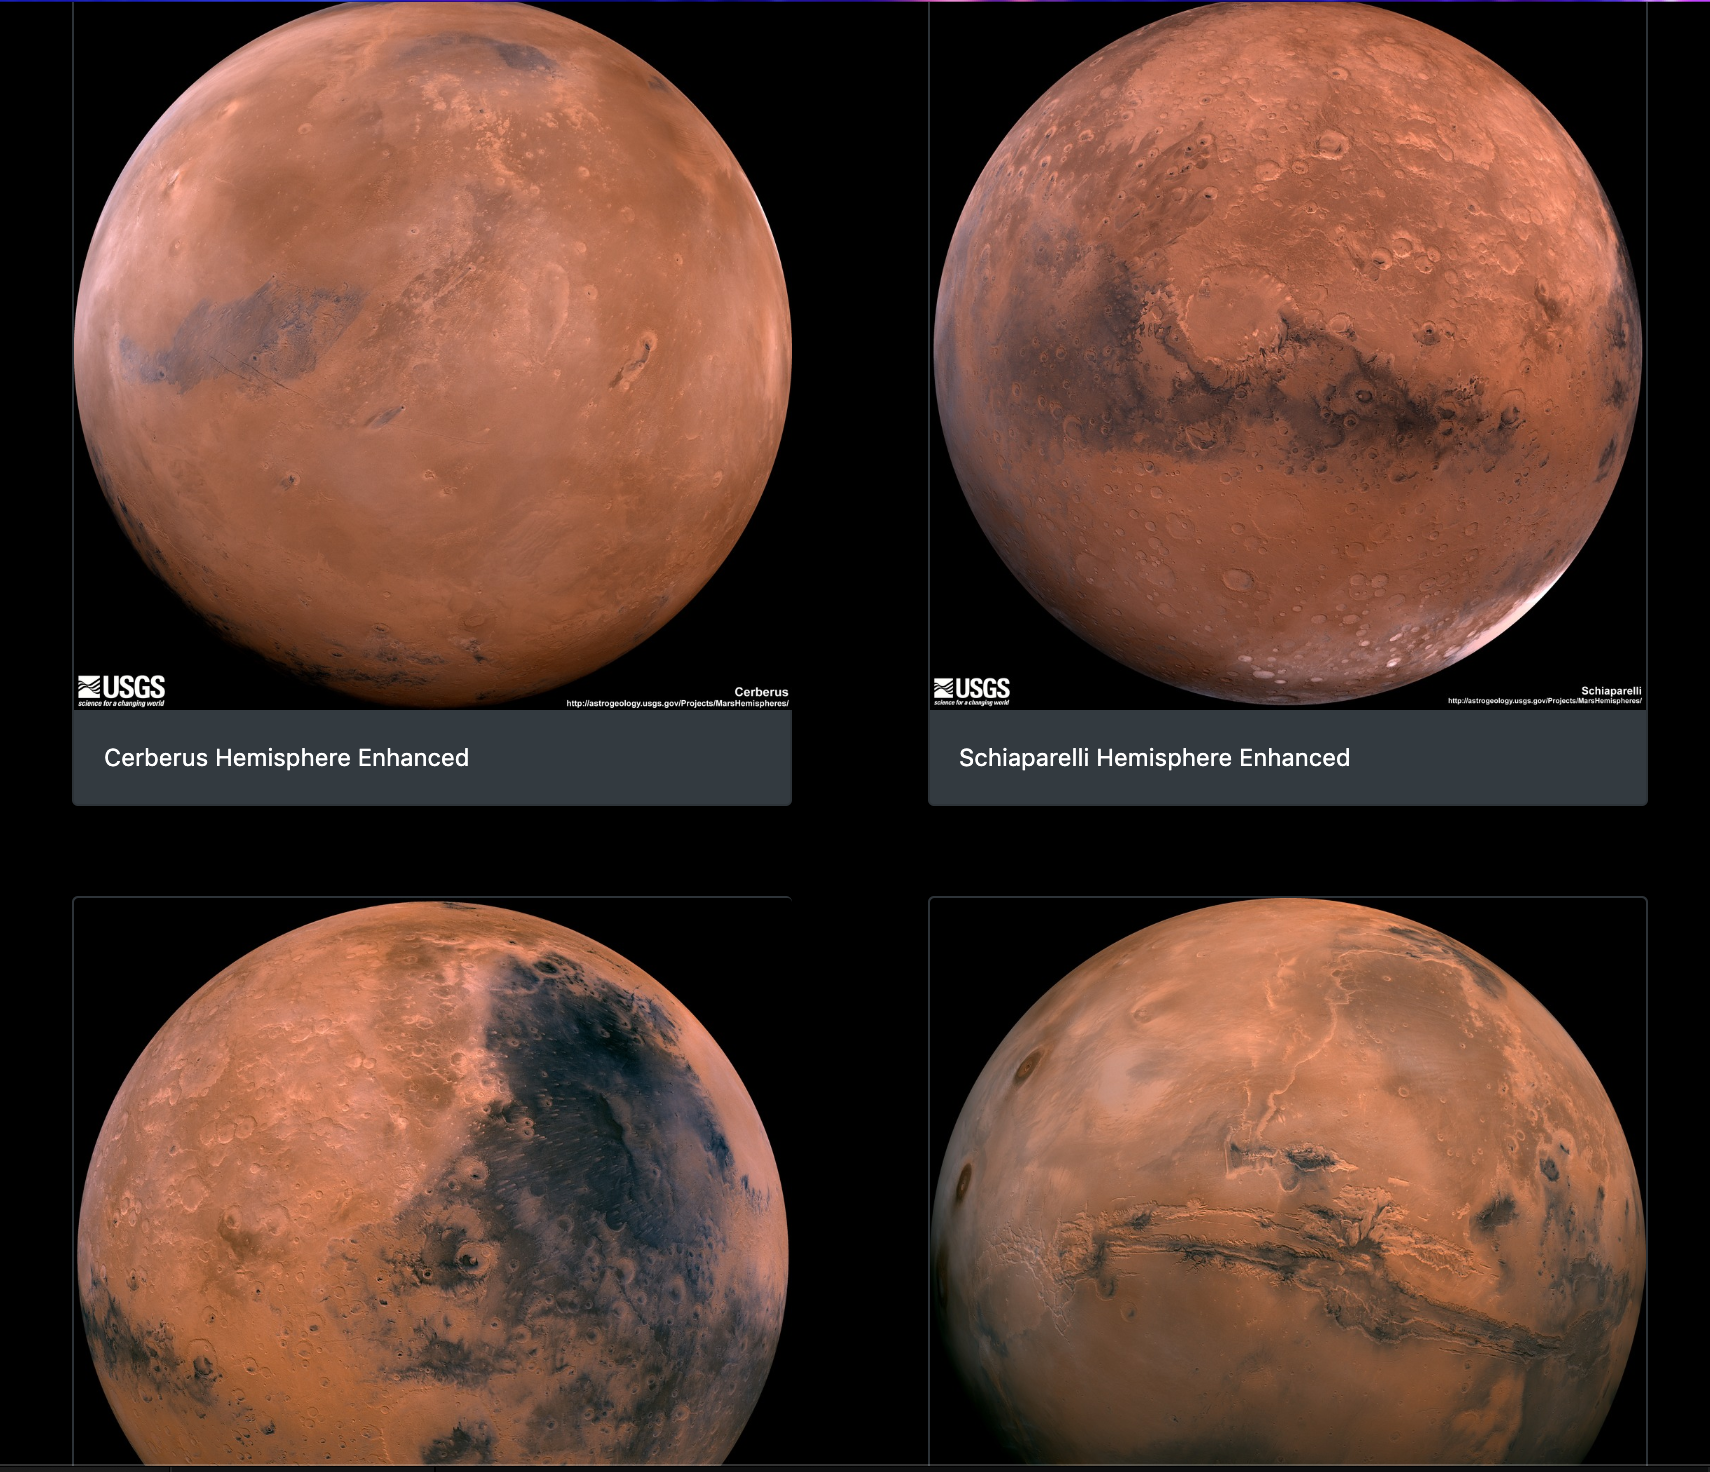 USGS
science for a changing world
Cerberus
http://astrogeology.usgs.gov/Projects/MarsHemispheres/
Cerberus Hemisphere Enhanced
USGS
science for a changing world
Schiaparelli
http://astrogeology.usgs.gov/Projects/MarsHemispheres/
Schiaparelli Hemisphere Enhanced